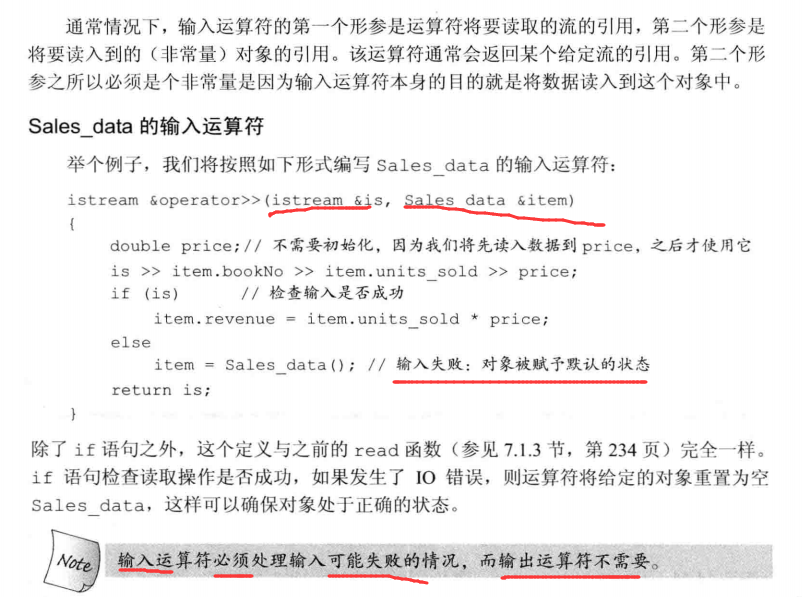 通常情况下，输入运算符的第一个形参是运算符将要读取的流的引用，第二个形参是
将要读入到的（非常量）对象的引用。该运算符通常会返回某个给定流的引用。第二个形
参之所以必须是个非常量是因为输入运算符本身的目的就是将数据读入到这个对象中。
Sales_data 的输入运算符
举个例子，我们将按照如下形式编写 Sales_data 的输入运算符：
istream &operator>>(istream &is, Sales_data &item)
{
double price;// 不需要初始化，因为我们将先读入数据到 price，之后才使用它
is >> item.bookNo >> item.units_sold >> price;
if (is) // 检查输入是否成功
item.revenue = item.units_sold * price;
else
item = Sales_data(); // 输入失败：对象被赋予默认的状态
return is;
}
除了 if 语句之外，这个定义与之前的 read 函数（参见 7.1.3 节，第 234 页）完全一样。
if 语句检查读取操作是否成功，如果发生了 IO 错误，则运算符将给定的对象重置为空
Sales_data，这样可以确保对象处于正确的状态。
Note 输入运算符必须处理输入可能失败的情况，而输出运算符不需要。